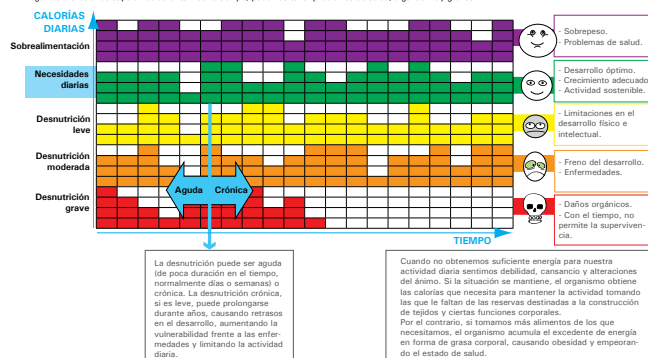 CALORÍAS
DIARIAS
Sobrealimentación
Necesidades
diarias
Desnutrición
leve
Desnutrición
moderada
Desnutrición
grave
Aguda Crónica
TIEMPO
- Sobrepeso.
- Problemas de salud.
- Desarrollo óptimo.
- Crecimiento adecuado
- Actividad sostenible.
- Limitaciones en el
desarrollo físico e
intelectual.
- Freno del desarrollo.
- Enfermedades.
- Daños orgánicos.
- Con el tiempo, no
permite la superviven-
cia.
La desnutrición puede ser aguda
(de poca duración en el tiempo,
normalmente días o semanas) o
crónica. La desnutrición crónica,
si es leve, puede prolongarse
durante años, causando retrasos
en el desarrollo, aumentando la
vulnerabilidad frente a las enfer-
medades y limitando la actividad
diaria.
Cuando no obtenemos suficiente energía para nuestra
actividad diaria sentimos debilidad, cansancio y alteraciones
del ánimo. Si la situación se mantiene, el organismo obtiene
las calorías que necesita para mantener la actividad tomando
las que le faltan de las reservas destinadas a la construcción
de tejidos y ciertas funciones corporales.
Por el contrario, si tomamos más alimentos de los que
necesitamos, el organismo acumula el excedente de energía
en forma de grasa corporal, causando obesidad y empeoran-
do el estado de salud.